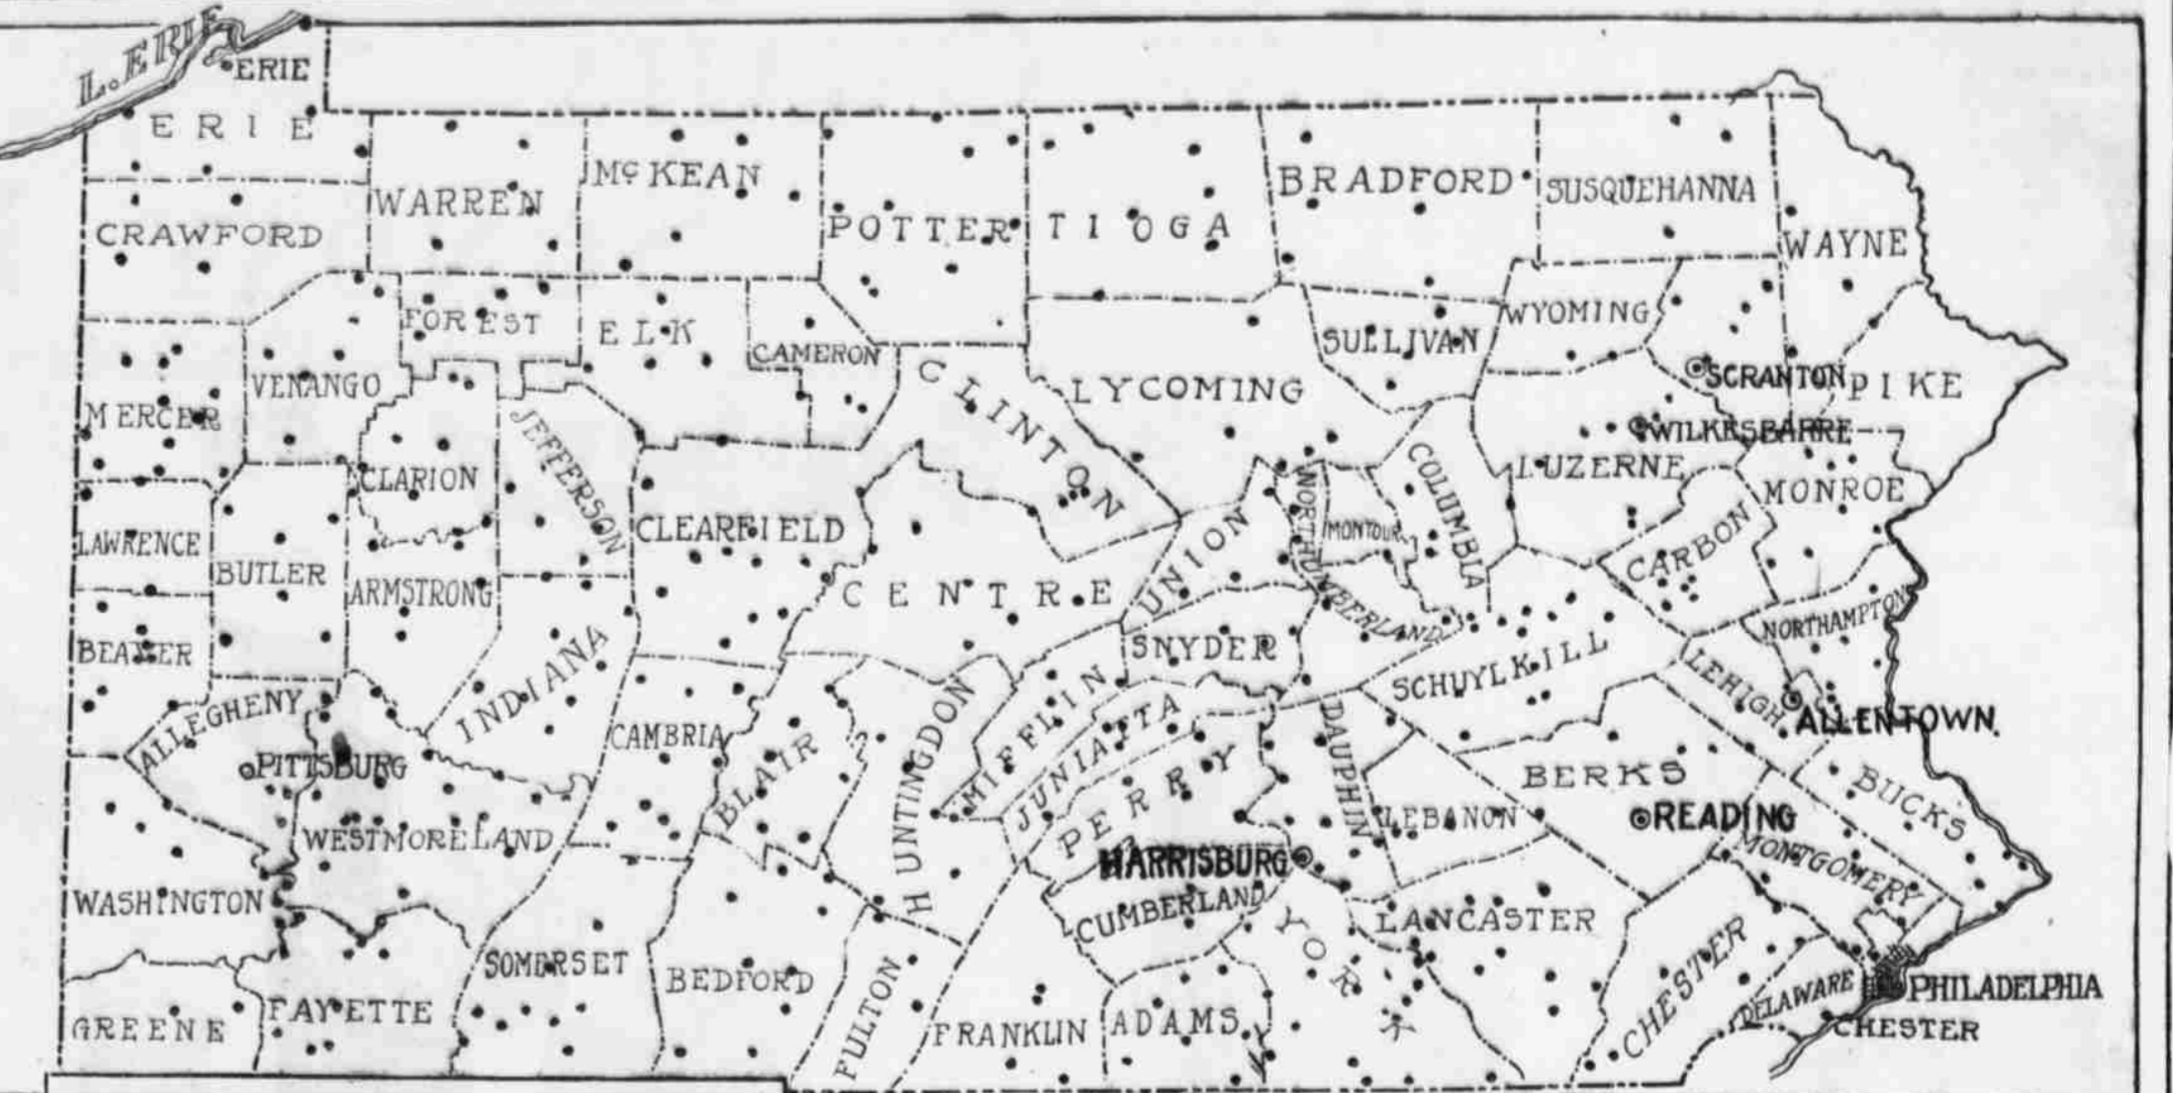 L. ERIE
ERIE
ERIE
WARREN
McKEAN
POTTER
TIOGA
BRADFORD
SUSQUEHANNA
WAYNE
CRAWFORD
FOREST
ELK
CAMERON
CLINTON
LYCOMING
SULLIVAN
WYOMING
SCRANTON
PIKE
MERCER
VENANGO
CLARION
JEFFERSON
CLEARFIELD
CENTRE
UNION
NORTHUMBERLAND
MONTOUR
COLUMBIA
LUZERNE
WILKESBARRE
MONROE
CARBON
LAWRENCE
BUTLER
ARMSTRONG
INDIANA
SNYDER
SCHUYLKILL
NORTHAMPTON
LEHIGH
ALLENTOWN.
BEAVER
ALLEGHENY
PITTSBURG
CAMBRIA
BLAIR
HUNTINGDON
MIFFLIN
JUNIATTA
PERRY
DAUPHIN
LEBANON
BERKS
READING
BUCKS
MONTGOMERY
WASHINGTON
WESTMORELAND
HARRISBURG
CUMBERLAND
YORK
LANCASTER
CHESTER
DELAWARE
PHILADELPHIA
CHESTER
GREENE
FAYETTE
SOMERSET
BEDFORD
FULTON
FRANKLIN
ADAMS